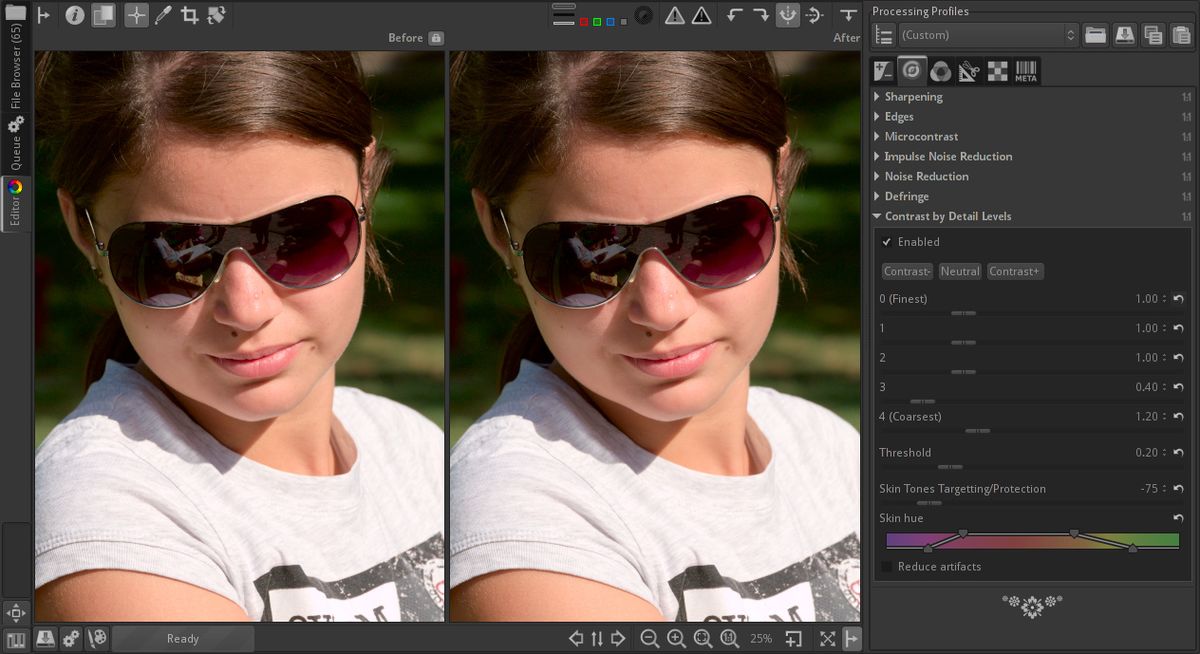 File Browser (65)
Queue
Editor
Before
After
Processing Profiles
(Custom)
META
Sharpening 1:1
Edges 1:1
Microcontrast 1:1
Impulse Noise Reduction 1:1
Noise Reduction 1:1
Defringe 1:1
Contrast by Detail Levels 1:1
Enabled
Contrast- Neutral Contrast+
0 (Finest) 1.00
1 1.00
2 1.00
3 0.40
4 (Coarsest) 1.20
Threshold 0.20
Skin Tones Targetting/Protection -75
Skin hue
Reduce artifacts
Ready
1:1
25%